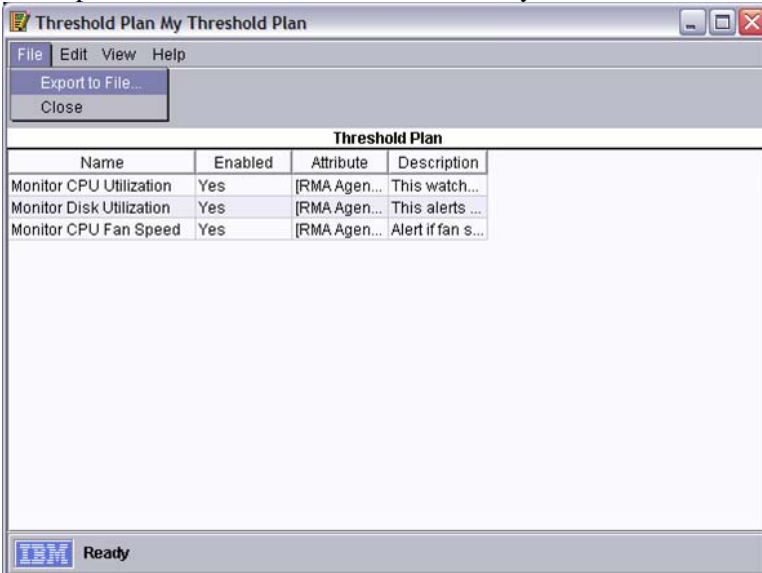 Threshold Plan My Threshold Plan
File Edit View Help
Export to File...
Close
Threshold Plan
Name Enabled Attribute Description
Monitor CPU Utilization Yes [RMA Agen... This watch...
Monitor Disk Utilization Yes [RMA Agen... This alerts ...
Monitor CPU Fan Speed Yes [RMA Agen... Alert if fan s...
IBM Ready